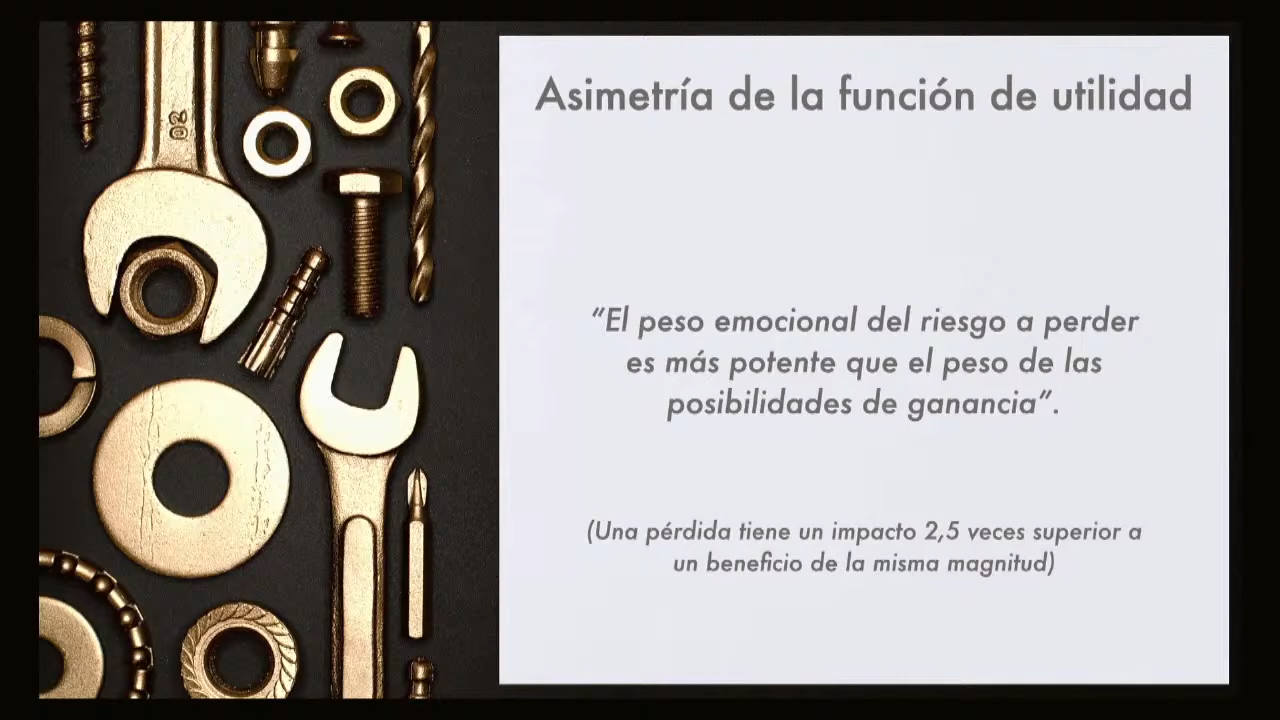 Asimetría de la función de utilidad
20
“El peso emocional del riesgo a perder
es más potente que el peso de las
posibilidades de ganancia”.
(Una pérdida tiene un impacto 2,5 veces superior a
un beneficio de la misma magnitud)